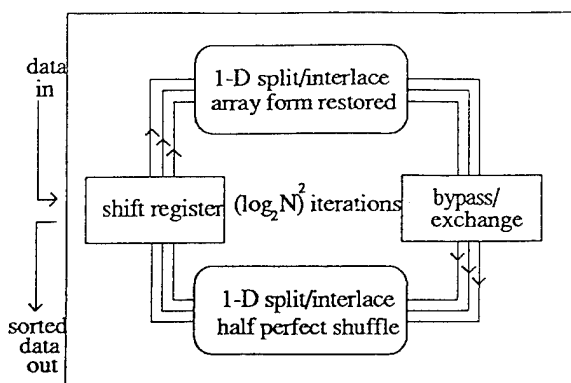 data
in
1-D split/interlace
array form restored
shift register
(log₂N)² iterations
bypass/
exchange
1-D split/interlace
half perfect shuffle
sorted
data
out